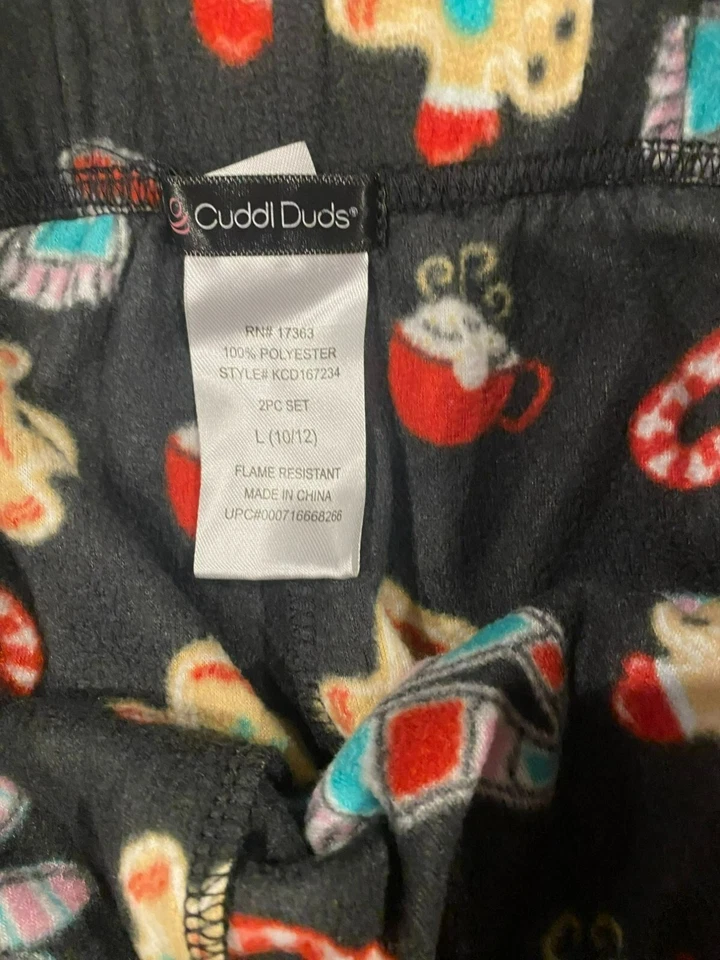 Cuddl Duds®
RN# 17363
100% POLYESTER
STYLE# KCD167234
2PC SET
L (10/12)
FLAME RESISTANT
MADE IN CHINA
UPC#000716668266